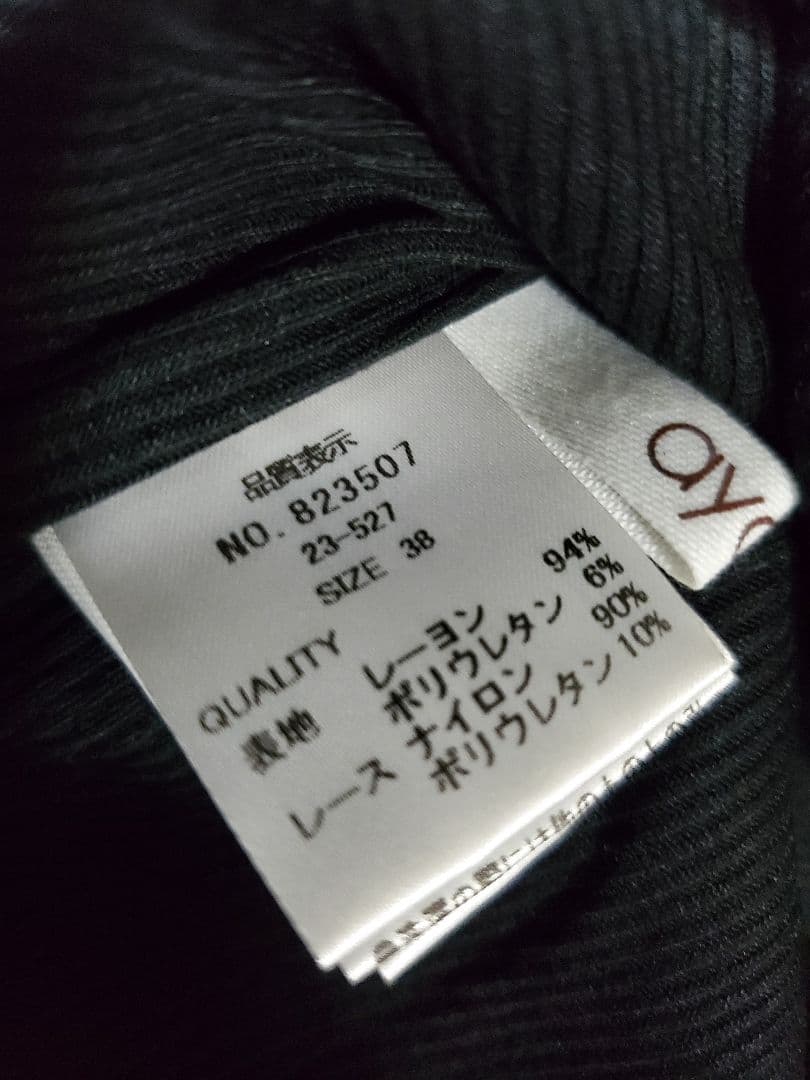 品質表示
NO. 823507
23-527
SIZE 38
QUALITY
表地 レーヨン 94%
ポリウレタン 6%
レース ナイロン 90%
ポリウレタン 10%
ay